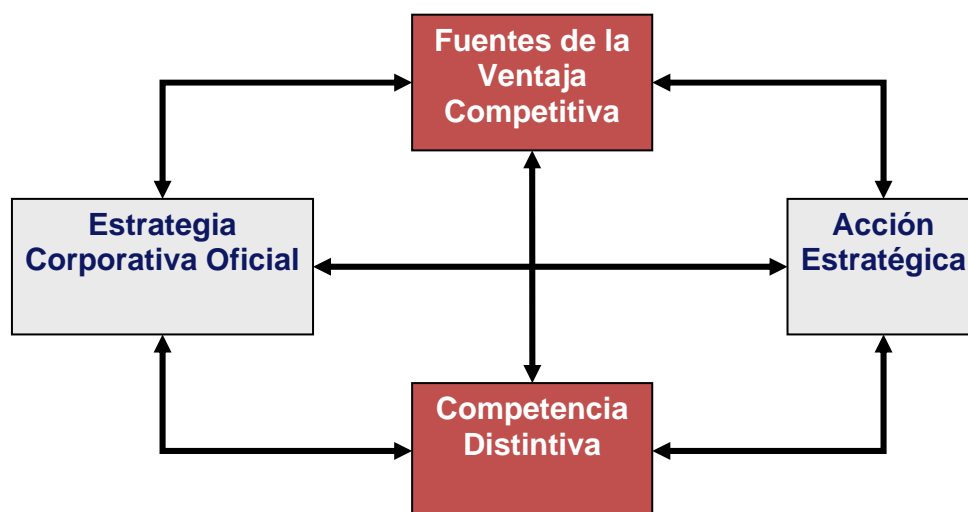 Fuentes de la
Ventaja
Competitiva
Estrategia
Corporativa Oficial
Acción
Estratégica
Competencia
Distintiva